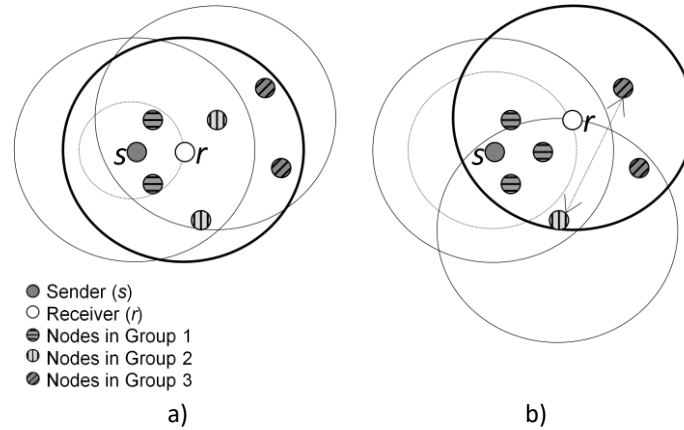 s r
s r
Sender (s)
Receiver (r)
Nodes in Group 1
Nodes in Group 2
Nodes in Group 3
a) b)